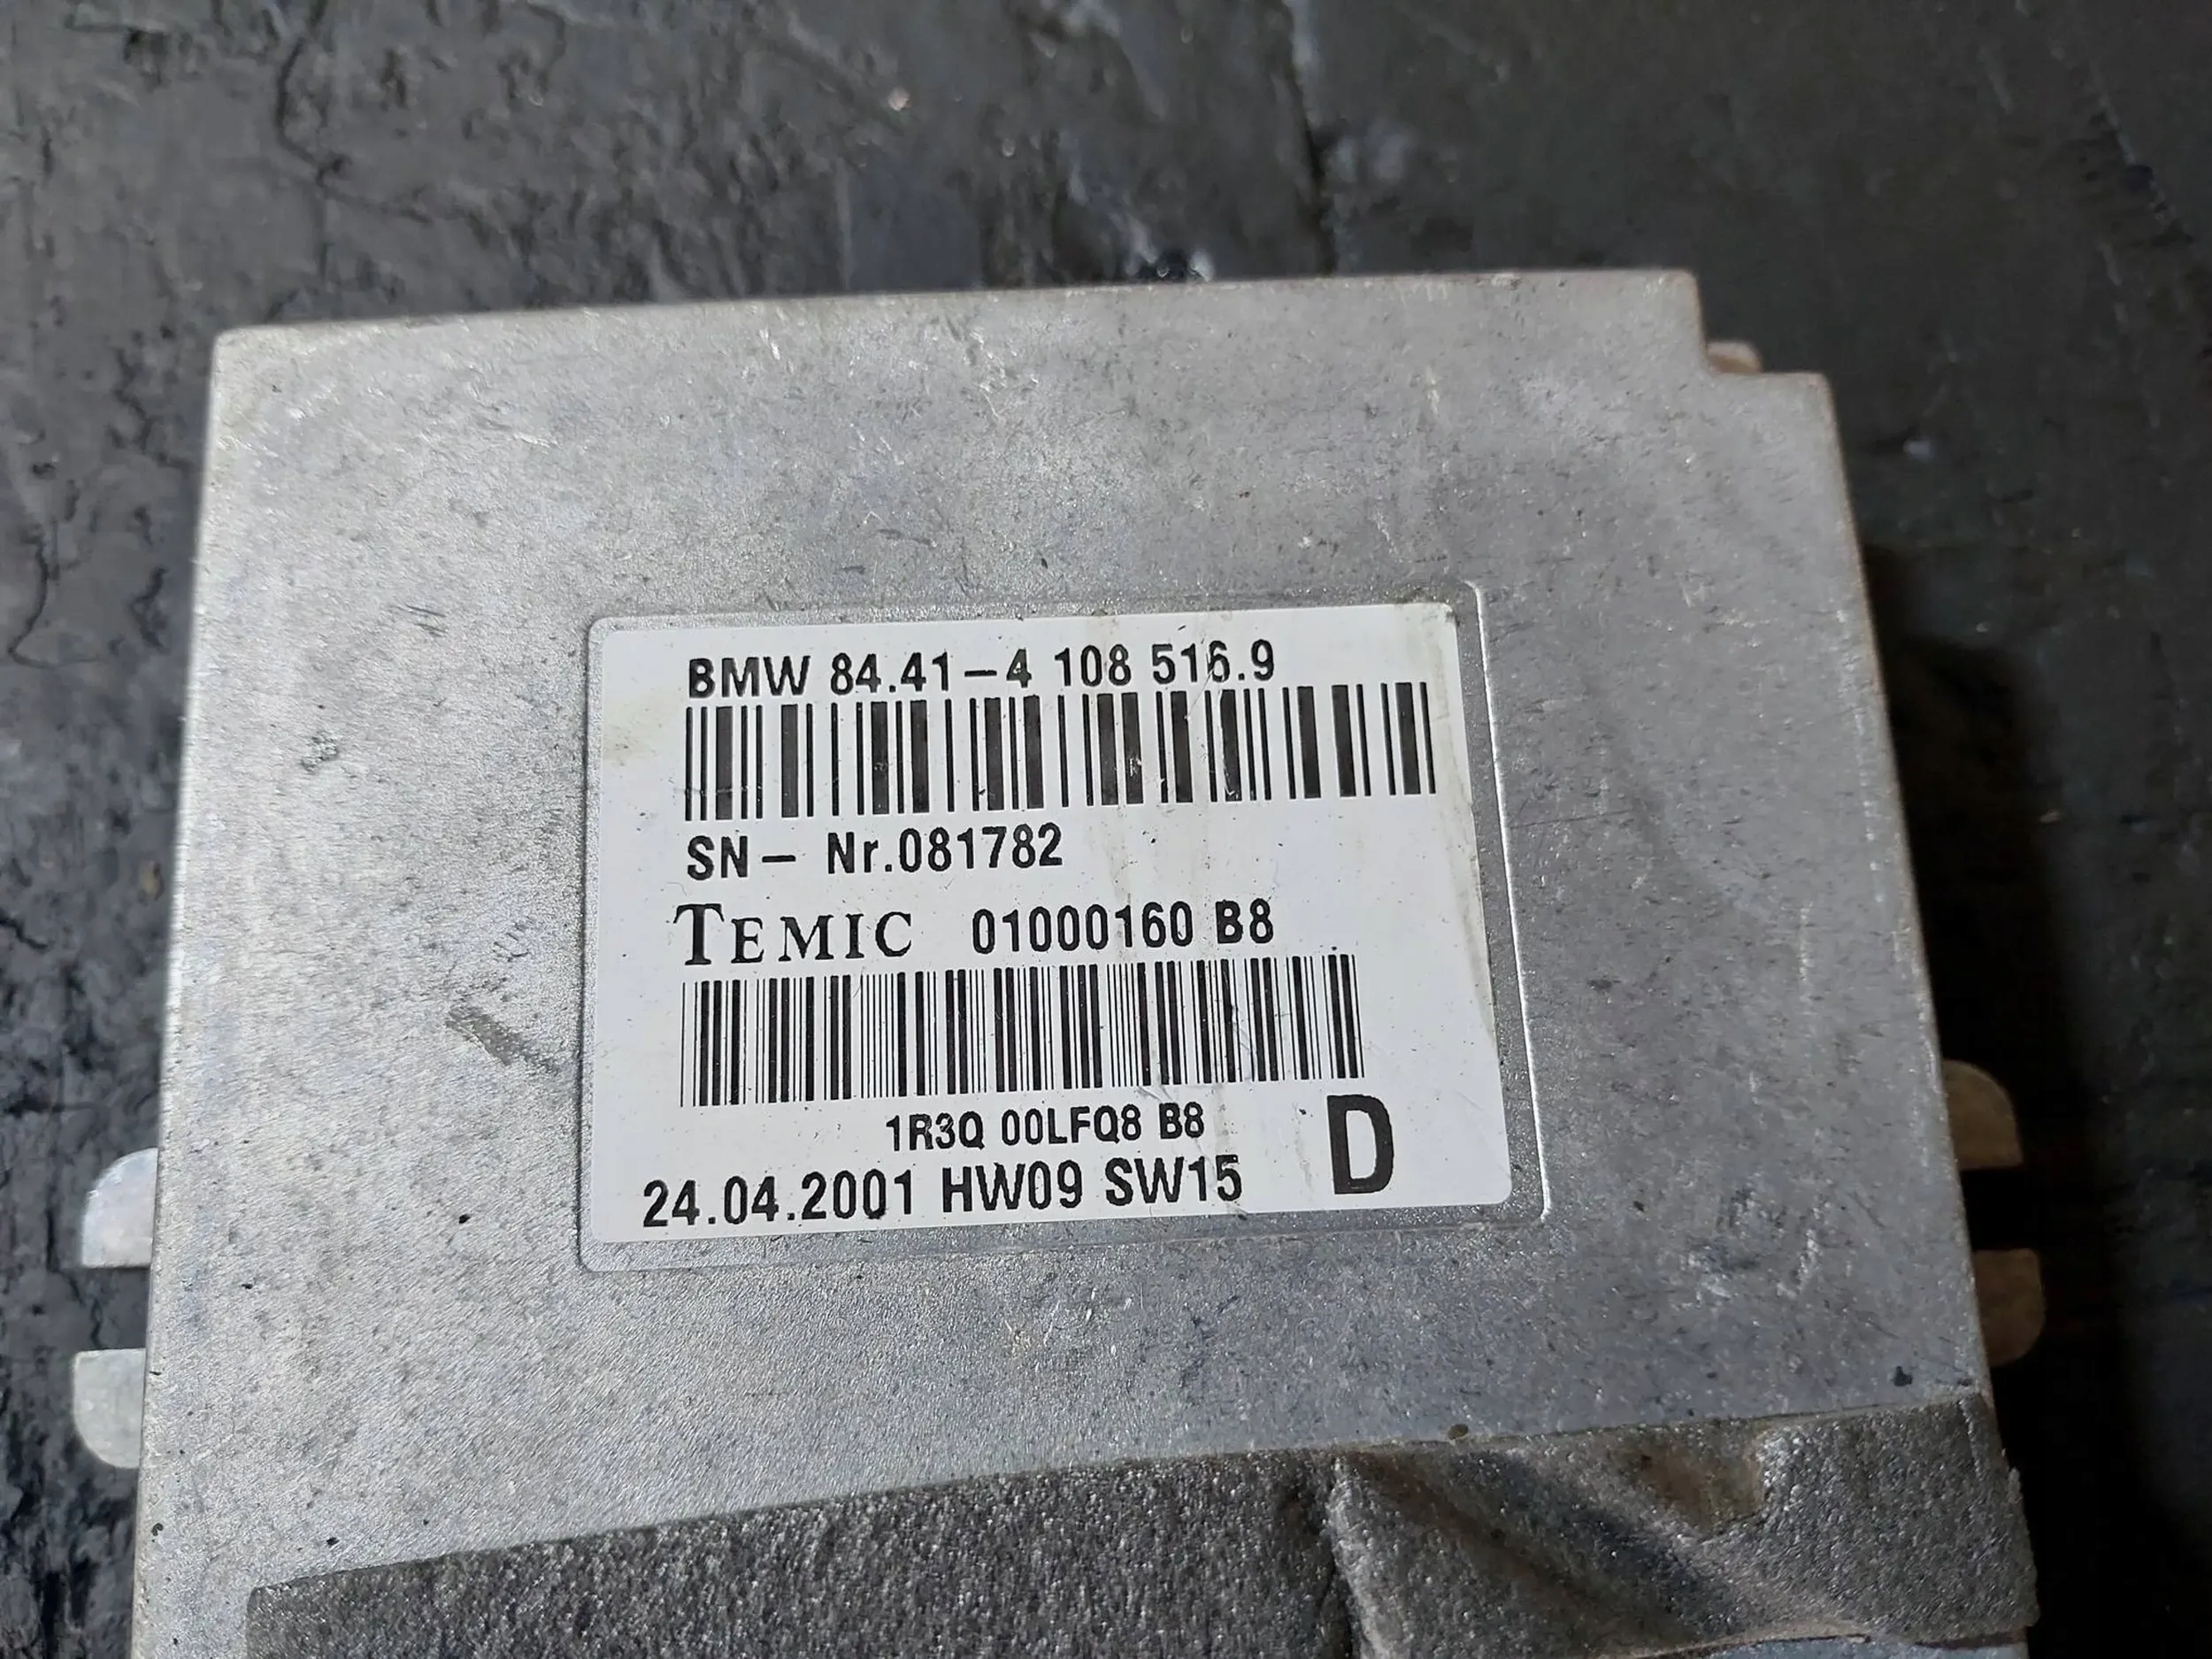 BMW 84.41-4 108 516.9
SN- Nr.081782
TEMIC 01000160 B8
1R3Q 00LFQ8 B8
24.04.2001 HW09 SW15 D